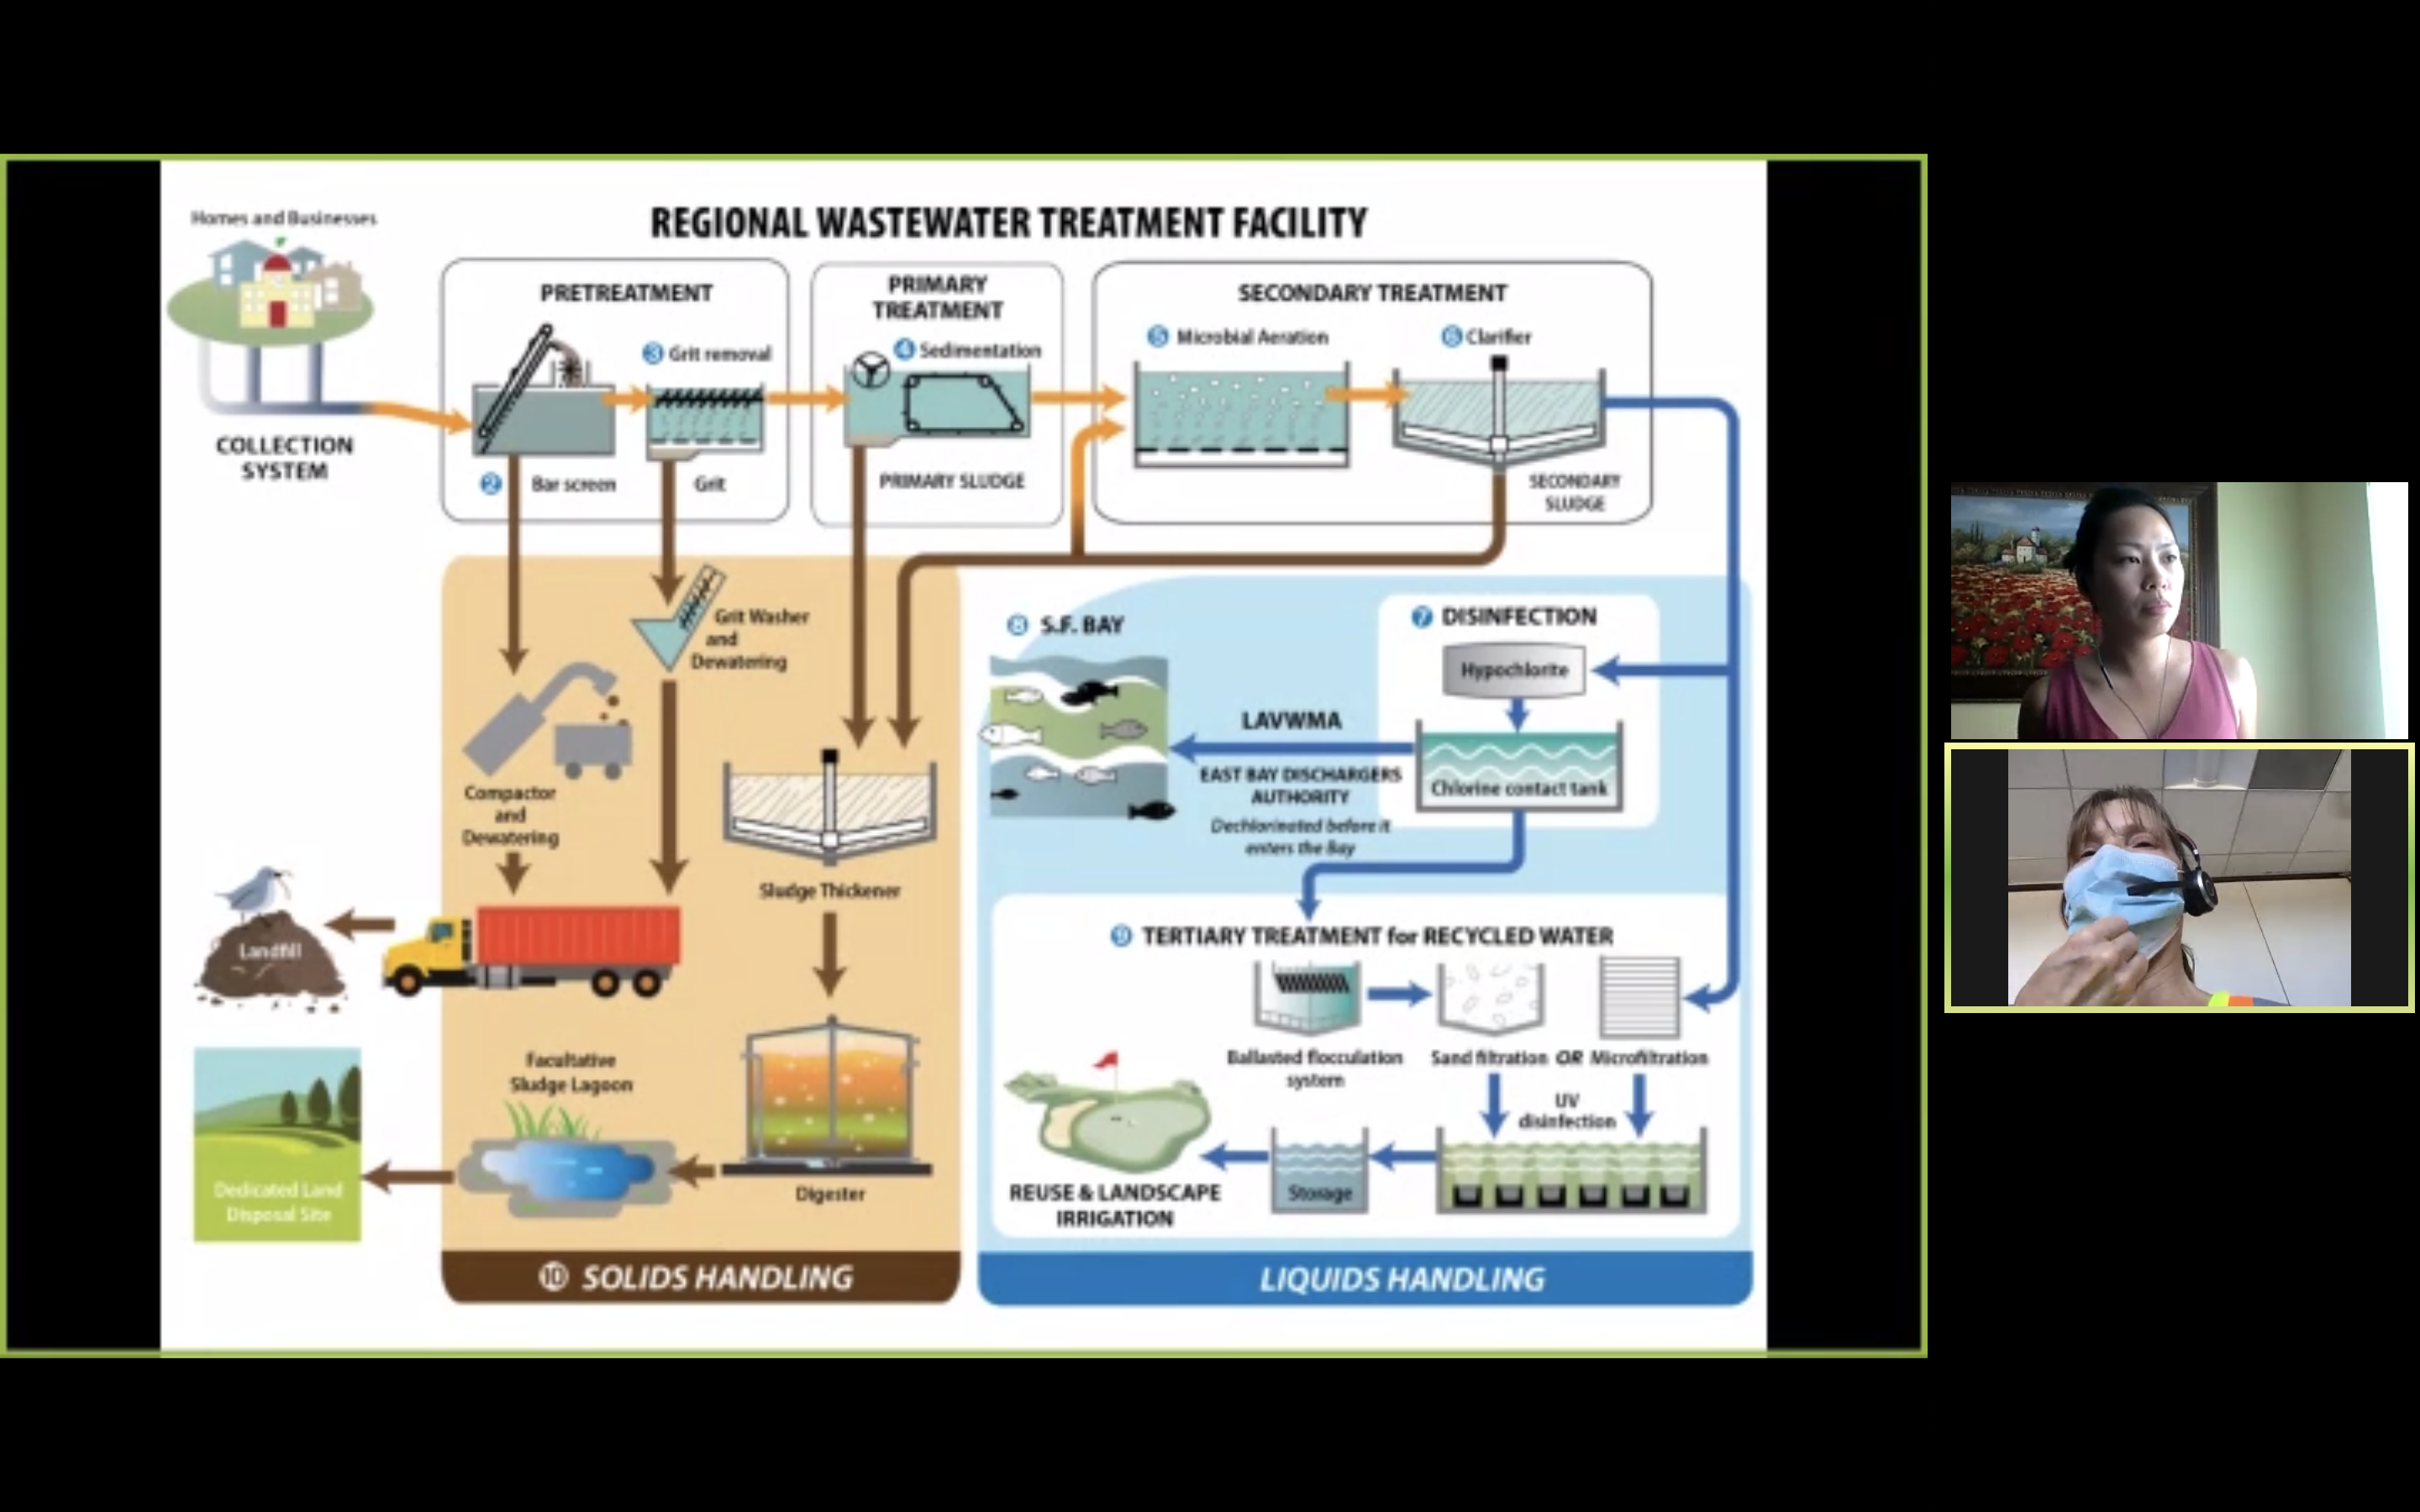 REGIONAL WASTEWATER TREATMENT FACILITY
Homes and Businesses
COLLECTION
SYSTEM
PRETREATMENT
3 Grit removal
2 Bar screen
Grit
PRIMARY
TREATMENT
4 Sedimentation
PRIMARY SLUDGE
SECONDARY TREATMENT
5 Microbial Aeration
6 Clarifier
SECONDARY
SLUDGE
Grit Washer
and
Dewatering
Compactor
and
Dewatering
Sludge Thickener
Landfill
Facultative
Sludge Lagoon
Digester
Dedicated Land
Disposal Site
10 SOLIDS HANDLING
8 S.F. BAY
7 DISINFECTION
Hypochlorite
Chlorine contact tank
LAVWMA
EAST BAY DISCHARGERS
AUTHORITY
Dechlorinated before it
enters the Bay
9 TERTIARY TREATMENT for RECYCLED WATER
Ballasted flocculation
system
Sand filtration OR Microfiltration
UV
disinfection
Storage
REUSE & LANDSCAPE
IRRIGATION
LIQUIDS HANDLING